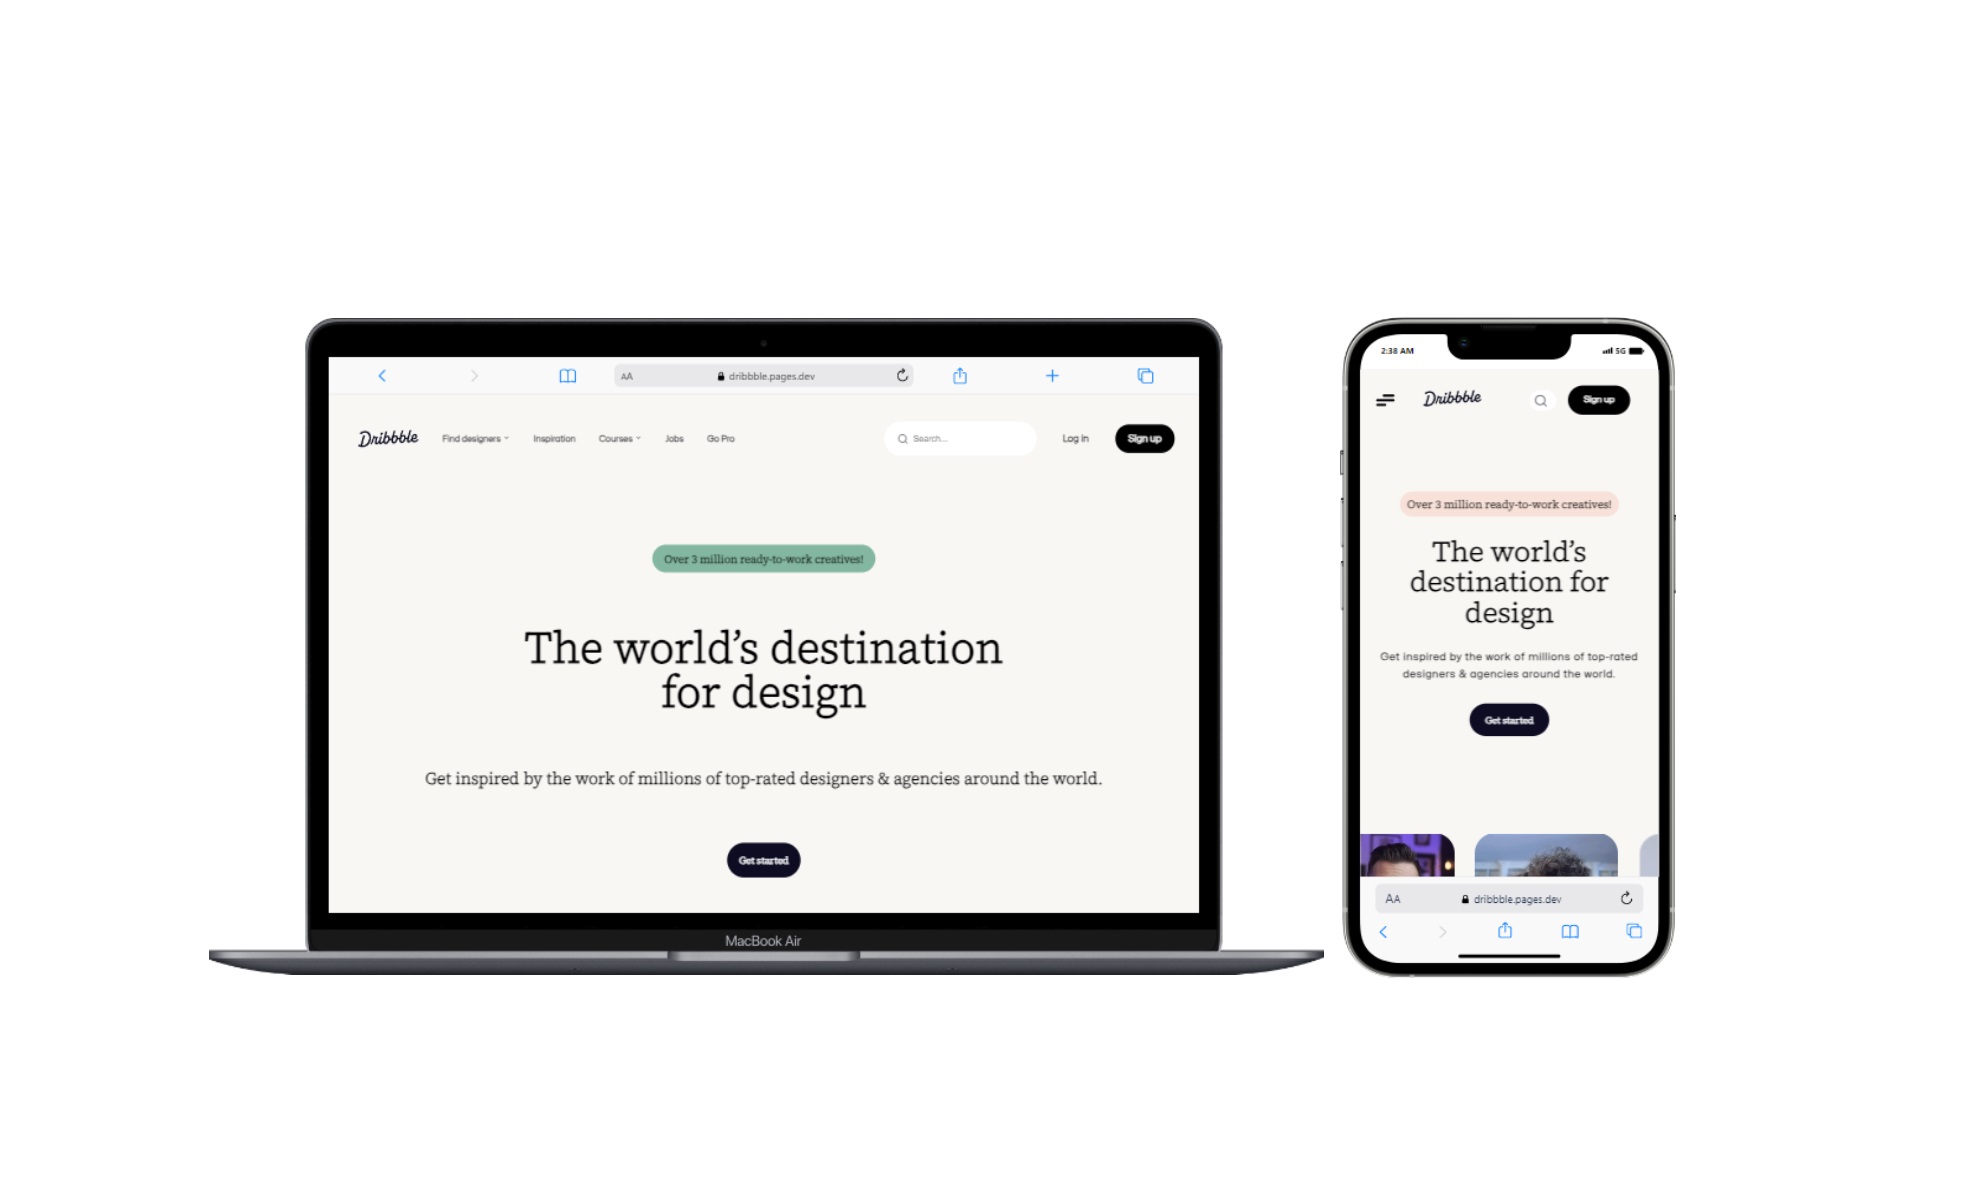 AA
dribbble.pages.dev
Dribbble
Find designers
Inspiration
Courses
Jobs
Go Pro
Search...
Log in
Sign up
Over 3 million ready-to-work creatives!
The world's destination
for design
Get inspired by the work of millions of top-rated designers & agencies around the world.
Get started
MacBook Air
2:38 AM
5G
Dribbble
Sign up
Over 3 million ready-to-work creatives!
The world's
destination for
design
Get inspired by the work of millions of top-rated
designers & agencies around the world.
Get started
AA
dribbble.pages.dev